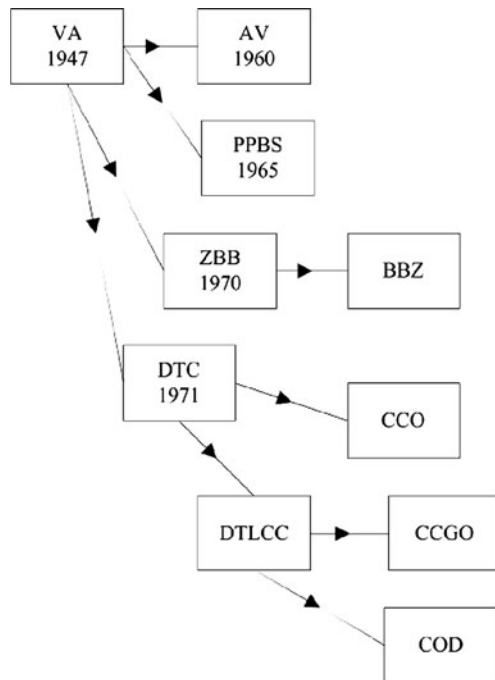 VA
1947
AV
1960
PPBS
1965
ZBB
1970
BBZ
DTC
1971
CCO
DTLCC
CCGO
COD